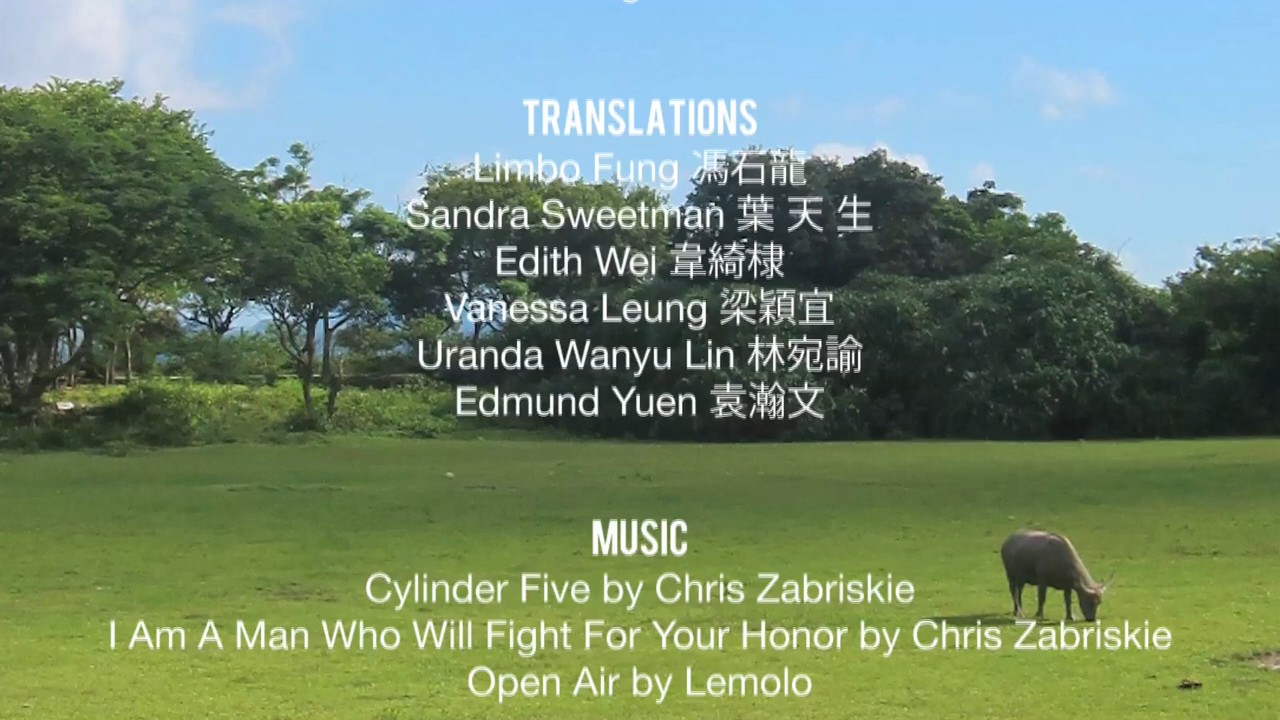 TRANSLATIONS
Limbo Fung 馮石龍
Sandra Sweetman 葉 天 生
Edith Wei 韋綺棣
Vanessa Leung 梁穎宜
Uranda Wanyu Lin 林宛諭
Edmund Yuen 袁瀚文
MUSIC
Cylinder Five by Chris Zabriskie
I Am A Man Who Will Fight For Your Honor by Chris Zabriskie
Open Air by Lemolo